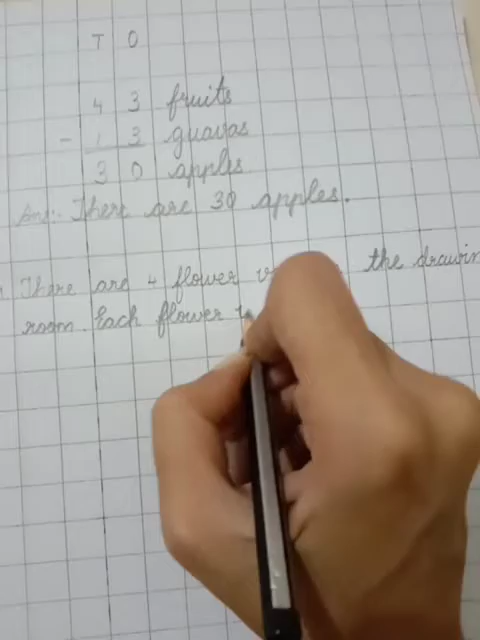 T O
4 3 fruits
- 1 3 guavas
3 0 apples
Ans:- There are 30 apples.
There are 4 flower the drawin
room. Each flower